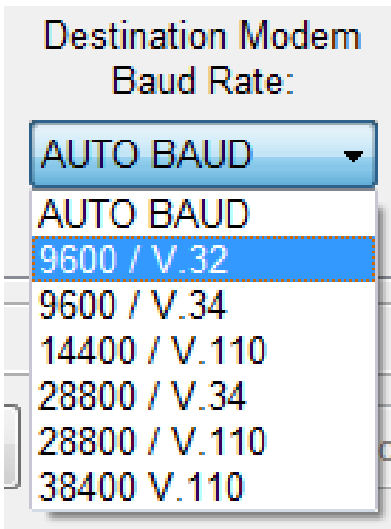 Destination Modem
Baud Rate:
AUTO BAUD
AUTO BAUD
9600 / V.32
9600 / V.34
14400 / V.110
28800 / V.34
28800 / V.110
38400 V.110